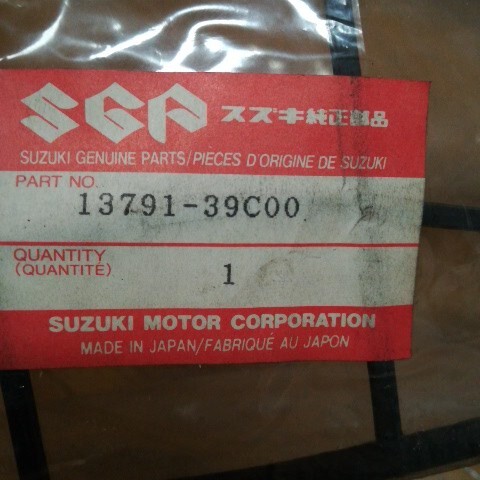 SGP スズキ純正部品
SUZUKI GENUINE PARTS/PIECES D'ORIGINE DE SUZUKI
PART NO.
13791-39C00
QUANTITY
(QUANTITE)
1
SUZUKI MOTOR CORPORATION
MADE IN JAPAN/FABRIQUÉ AU JAPON